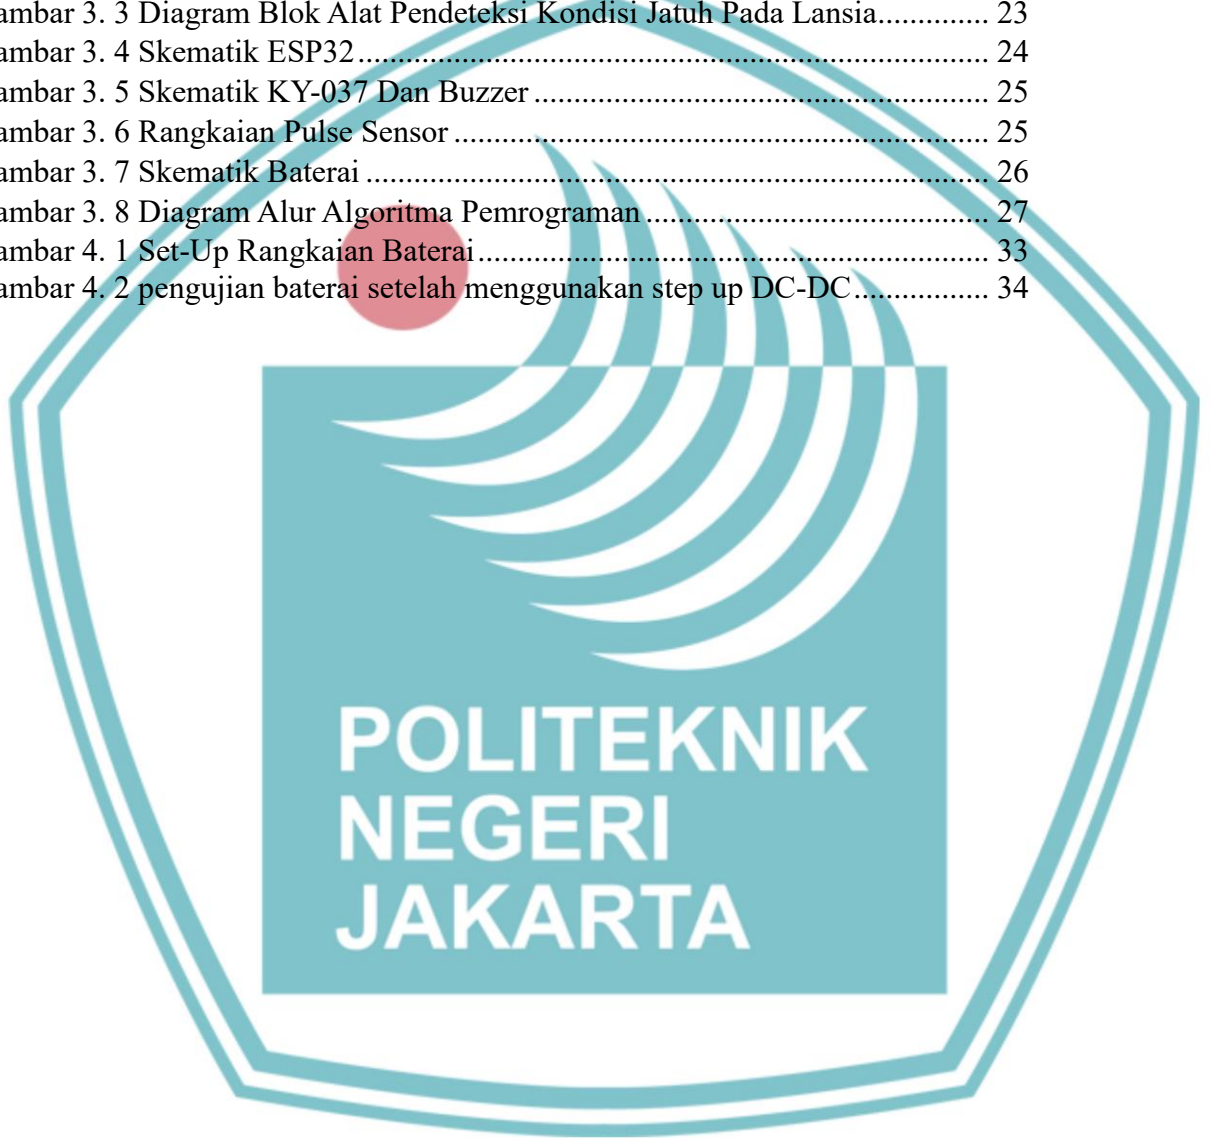 ambar 3. 3 Diagram Blok Alat Pendeteksi Kondisi Jatuh Pada Lansia.............. 23
ambar 3. 4 Skematik ESP32............................................................................... 24
ambar 3. 5 Skematik KY-037 Dan Buzzer ......................................................... 25
ambar 3. 6 Rangkaian Pulse Sensor ................................................................... 25
ambar 3. 7 Skematik Baterai .............................................................................. 26
ambar 3. 8 Diagram Alur Algoritma Pemrograman ........................................... 27
ambar 4. 1 Set-Up Rangkaian Baterai................................................................ 33
ambar 4. 2 pengujian baterai setelah menggunakan step up DC-DC................. 34
POLITEKNIK
NEGERI
JAKARTA